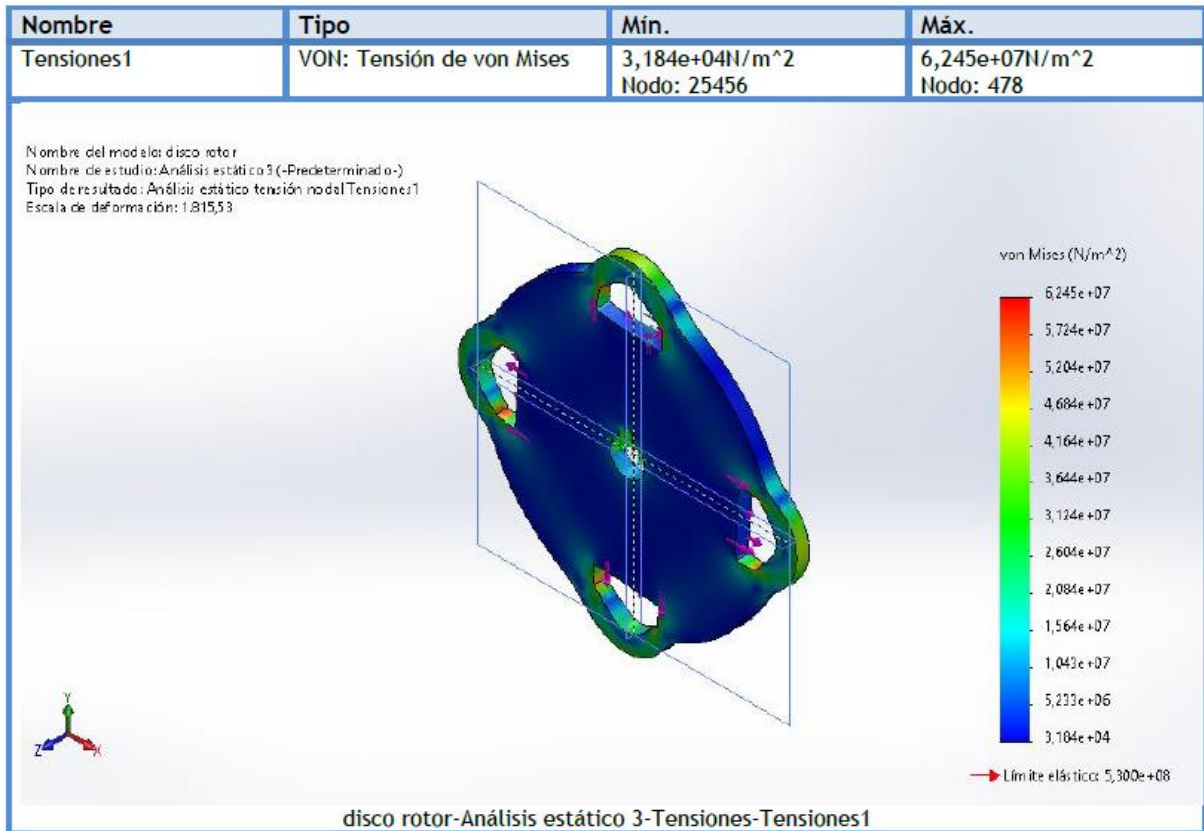 Nombre Tipo Mín. Máx.
Tensiones1 VON: Tensión de von Mises 3,184e+04N/m^2 6,245e+07N/m^2
Nodo: 25456 Nodo: 478
Nombre del modelo: disco rotor
Nombre de estudio: Análisis estático 3 (-Predeterminado-)
Tipo de resultado: Análisis estático tensión nodal Tensiones1
Escala de deformación: 1.815,53
von Mises (N/m^2)
6,245e+07
5,724e+07
5,204e+07
4,684e+07
4,164e+07
3,644e+07
3,124e+07
2,604e+07
2,084e+07
1,564e+07
1,043e+07
5,233e+06
3,184e+04
Límite elástico: 5,300e+08
Y
Z X
disco rotor-Análisis estático 3-Tensiones-Tensiones1